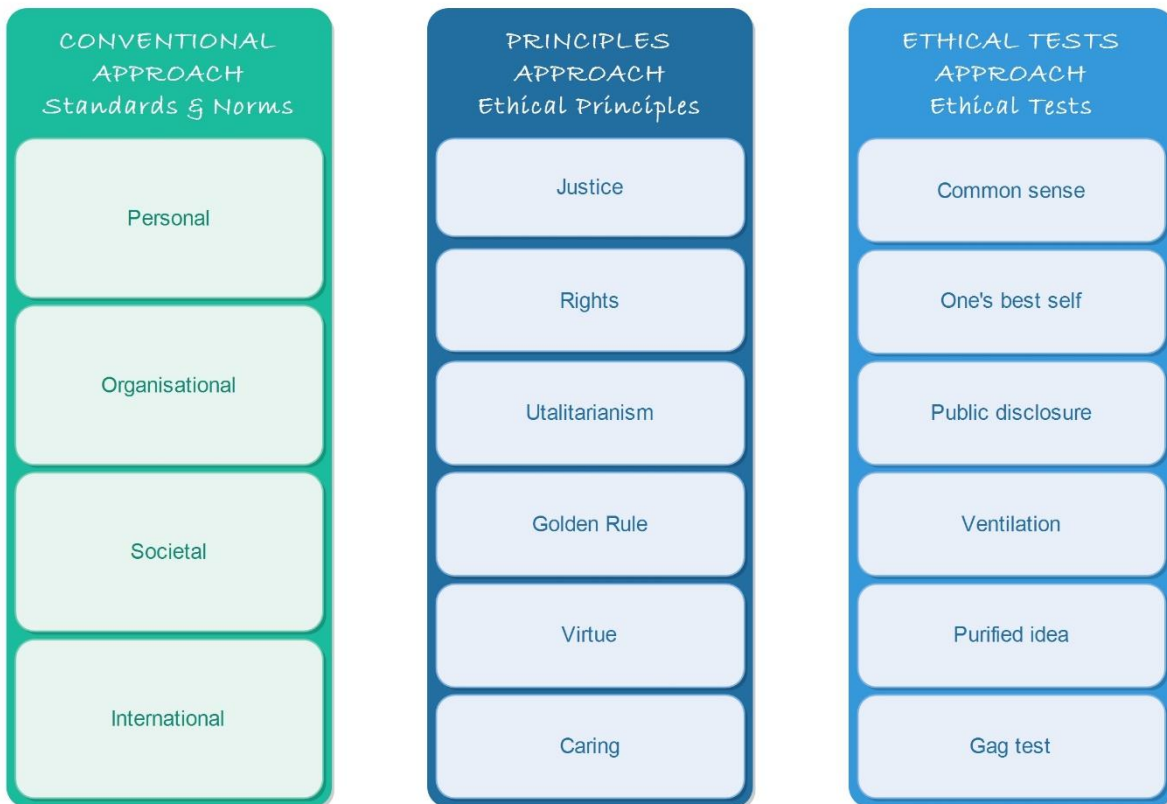 CONVENTIONAL
APPROACH
Standards & Norms
Personal
Organisational
Societal
International
PRINCIPLES
APPROACH
Ethical Principles
Justice
Rights
Utalitarianism
Golden Rule
Virtue
Caring
ETHICAL TESTS
APPROACH
Ethical Tests
Common sense
One's best self
Public disclosure
Ventilation
Purified idea
Gag test